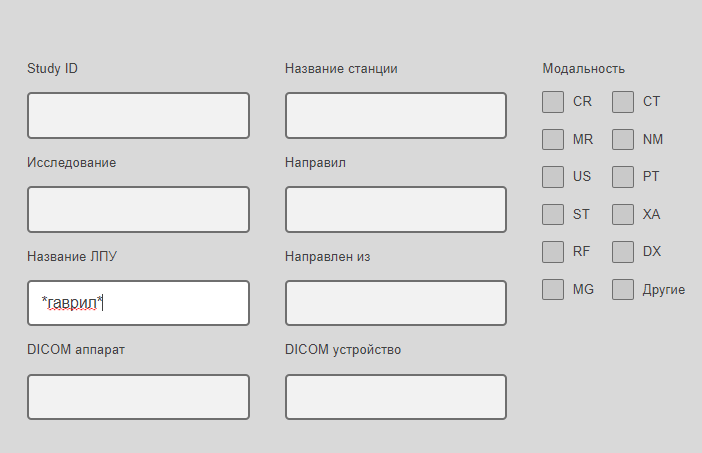 Study ID
Название станции
Модальность
CR
CT
MR
NM
Исследование
Направил
US
PT
ST
XA
Название ЛПУ
Направлен из
RF
DX
*гаврил*
MG
Другие
DICOM аппарат
DICOM устройство